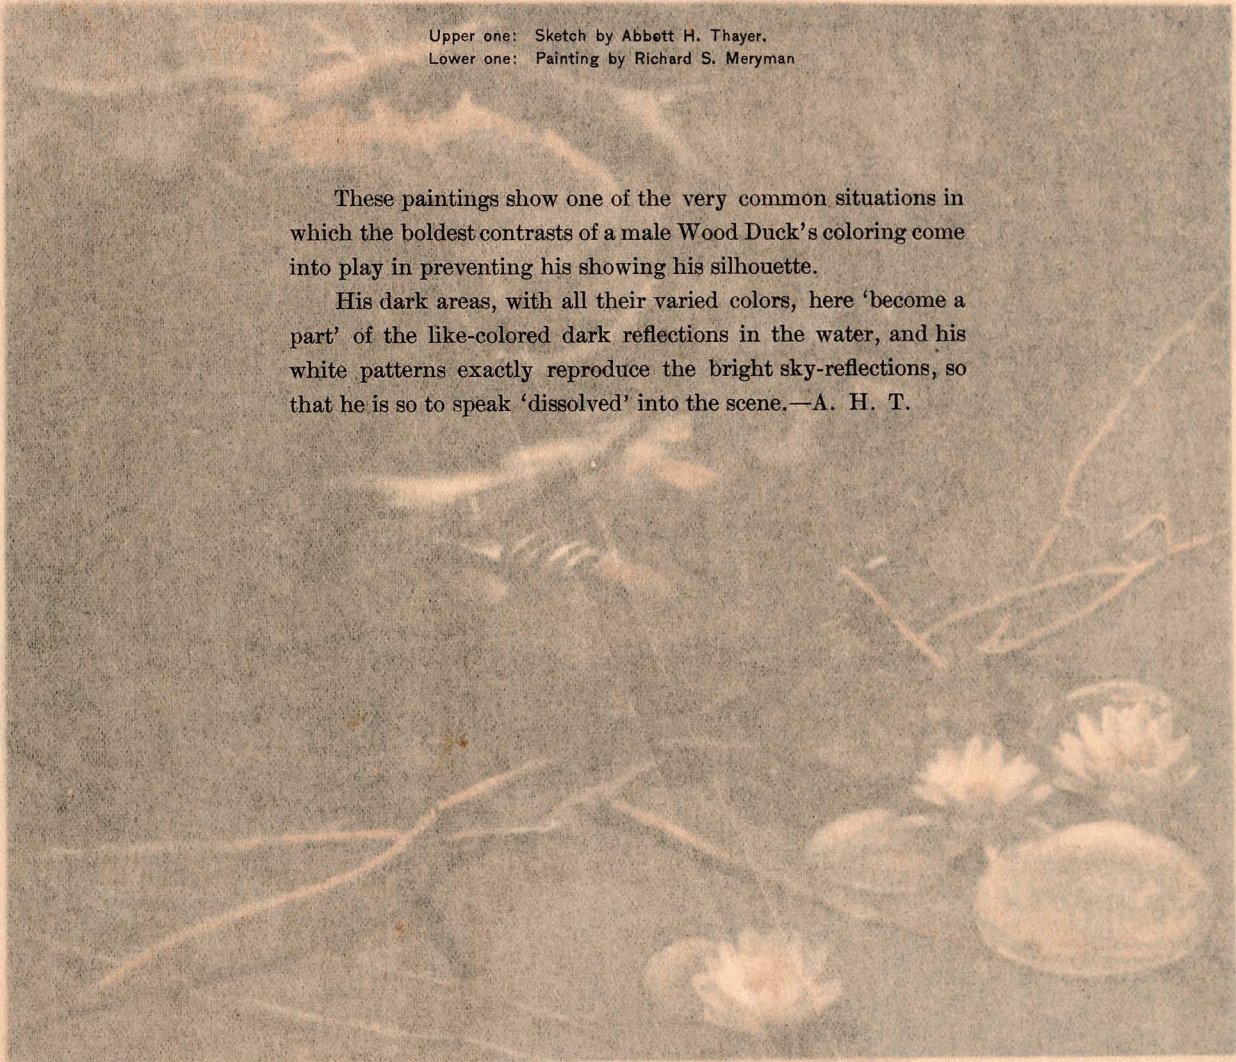 Upper one: Sketch by Abbott H. Thayer.
Lower one: Painting by Richard S. Meryman
These paintings show one of the very common situations in
which the boldest contrasts of a male Wood Duck's coloring come
into play in preventing his showing his silhouette.
His dark areas, with all their varied colors, here ‘become a
part’ of the like-colored dark reflections in the water, and his
white patterns exactly reproduce the bright sky-reflections, so
that he is so to speak ‘dissolved’ into the scene.—A. H. T.